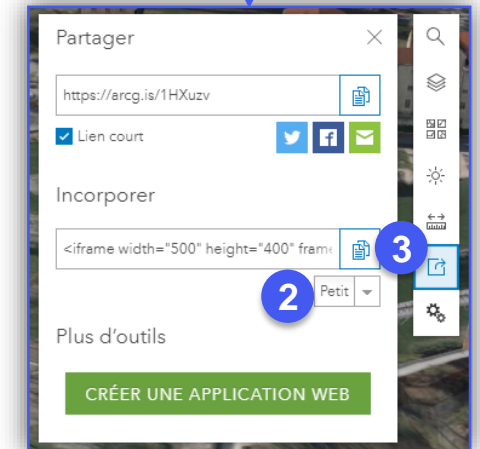 Partager
https://arcg.is/1HXuzv
Lien court
Incorporer
<iframe width="500" height="400" frame
3
2
Petit
Plus d'outils
CRÉER UNE APPLICATION WEB